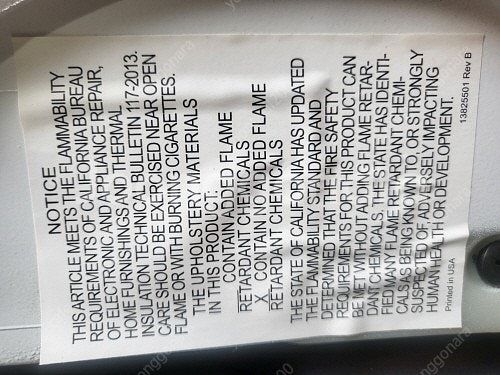 NOTICE
THIS ARTICLE MEETS THE FLAMMABILITY
REQUIREMENTS OF CALIFORNIA BUREAU
OF ELECTRONIC AND APPLIANCE REPAIR,
HOME FURNISHINGS AND THERMAL
INSULATION TECHNICAL BULLETIN 117-2013.
CARE SHOULD BE EXERCISED NEAR OPEN
FLAME OR WITH BURNING CIGARETTES.
THE UPHOLSTERY MATERIALS
IN THIS PRODUCT:
CONTAIN ADDED FLAME
RETARDANT CHEMICALS
X CONTAIN NO ADDED FLAME
RETARDANT CHEMICALS
THE STATE OF CALIFORNIA HAS UPDATED
THE FLAMMABILITY STANDARD AND
DETERMINED THAT THE FIRE SAFETY
REQUIREMENTS FOR THIS PRODUCT CAN
BE MET WITHOUT ADDING FLAME RETAR-
DANT CHEMICALS. THE STATE HAS IDENTI-
FIED MANY FLAME RETARDANT CHEMI-
CALS AS BEING KNOWN TO, OR STRONGLY
SUSPECTED OF, ADVERSELY IMPACTING
HUMAN HEALTH OR DEVELOPMENT.
Printed in USA
13825501 Rev B